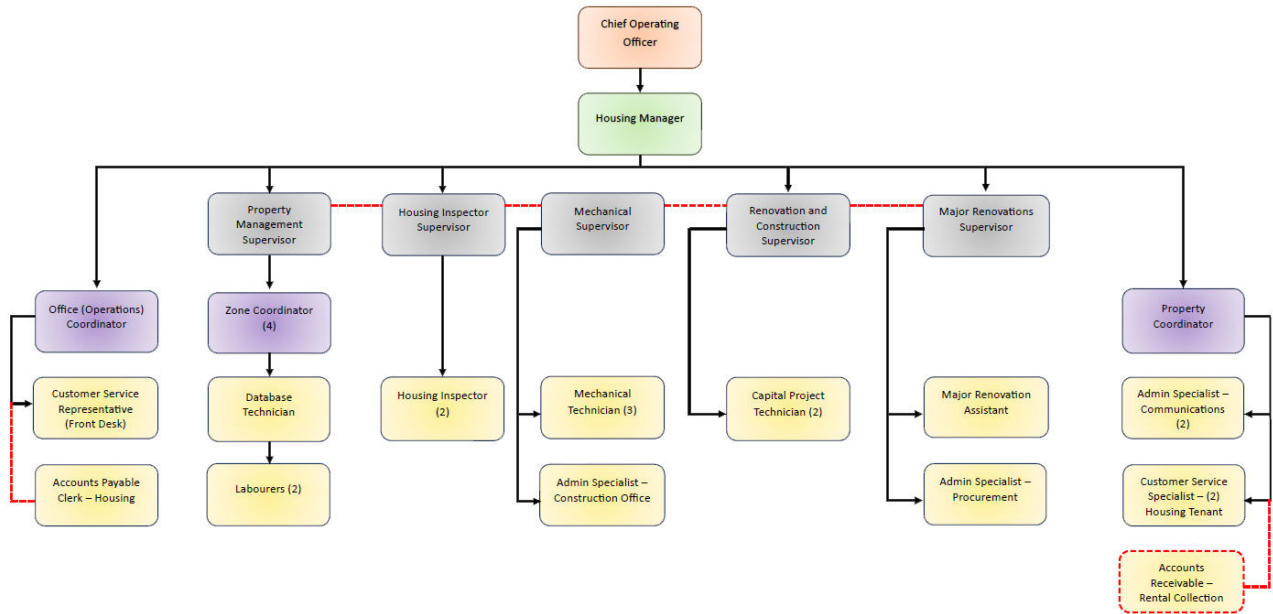 Chief Operating
Officer
Housing Manager
Property
Management
Supervisor
Housing Inspector
Supervisor
Mechanical
Supervisor
Renovation and
Construction
Supervisor
Major Renovations
Supervisor
Office (Operations)
Coordinator
Zone Coordinator
(4)
Property
Coordinator
Customer Service
Representative
(Front Desk)
Database
Technician
Housing Inspector
(2)
Mechanical
Technician (3)
Capital Project
Technician (2)
Major Renovation
Assistant
Admin Specialist –
Communications
(2)
Accounts Payable
Clerk – Housing
Labourers (2)
Admin Specialist –
Construction Office
Admin Specialist –
Procurement
Customer Service
Specialist – (2)
Housing Tenant
Accounts
Receivable –
Rental Collection